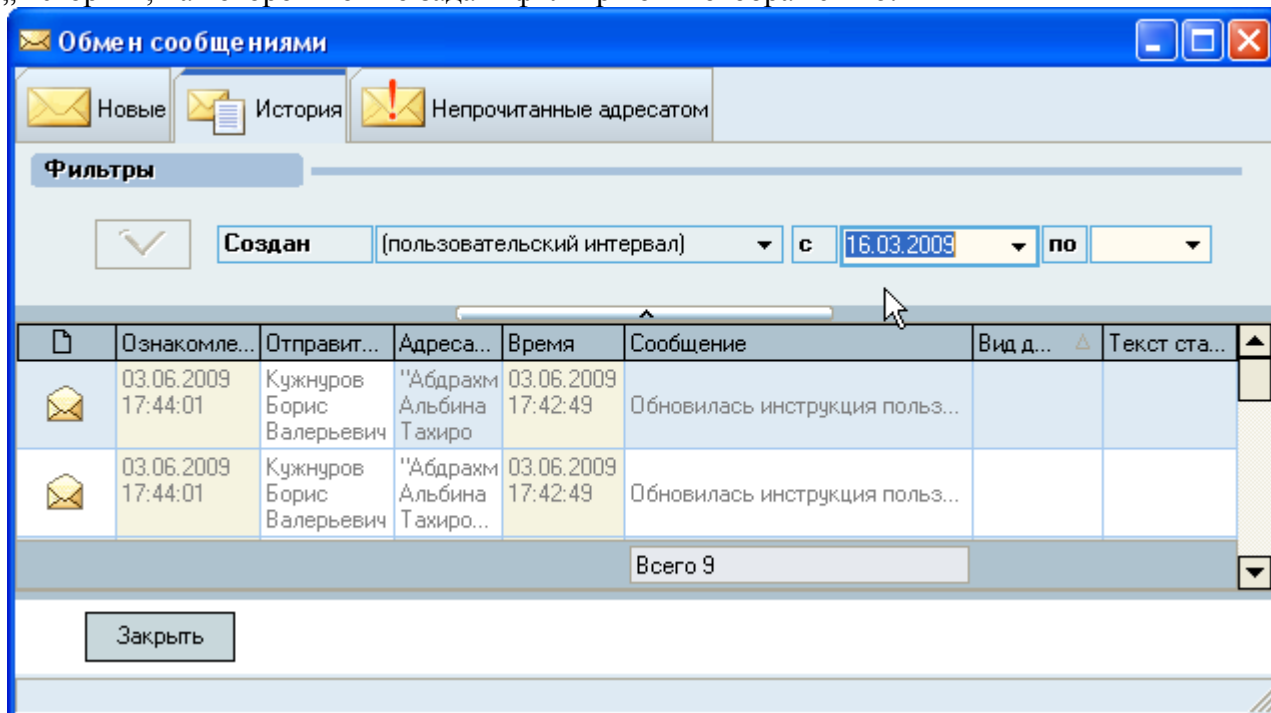 Обмен сообщениями
Новые История Непрочитанные адресатом
Фильтры
Создан (пользовательский интервал) с 16.03.2009 по
Ознакомле... Отправит... Адреса... Время Сообщение Вид д... Текст ста...
03.06.2009 Кужнуров "Абдрахм 03.06.2009
17:44:01 Борис Альбина 17:42:49 Обновилась инструкция польз...
Валерьевич Тахиро
03.06.2009 Кужнуров "Абдрахм 03.06.2009
17:44:01 Борис Альбина 17:42:49 Обновилась инструкция польз...
Валерьевич Тахиро...
Всего 9
Закрыть